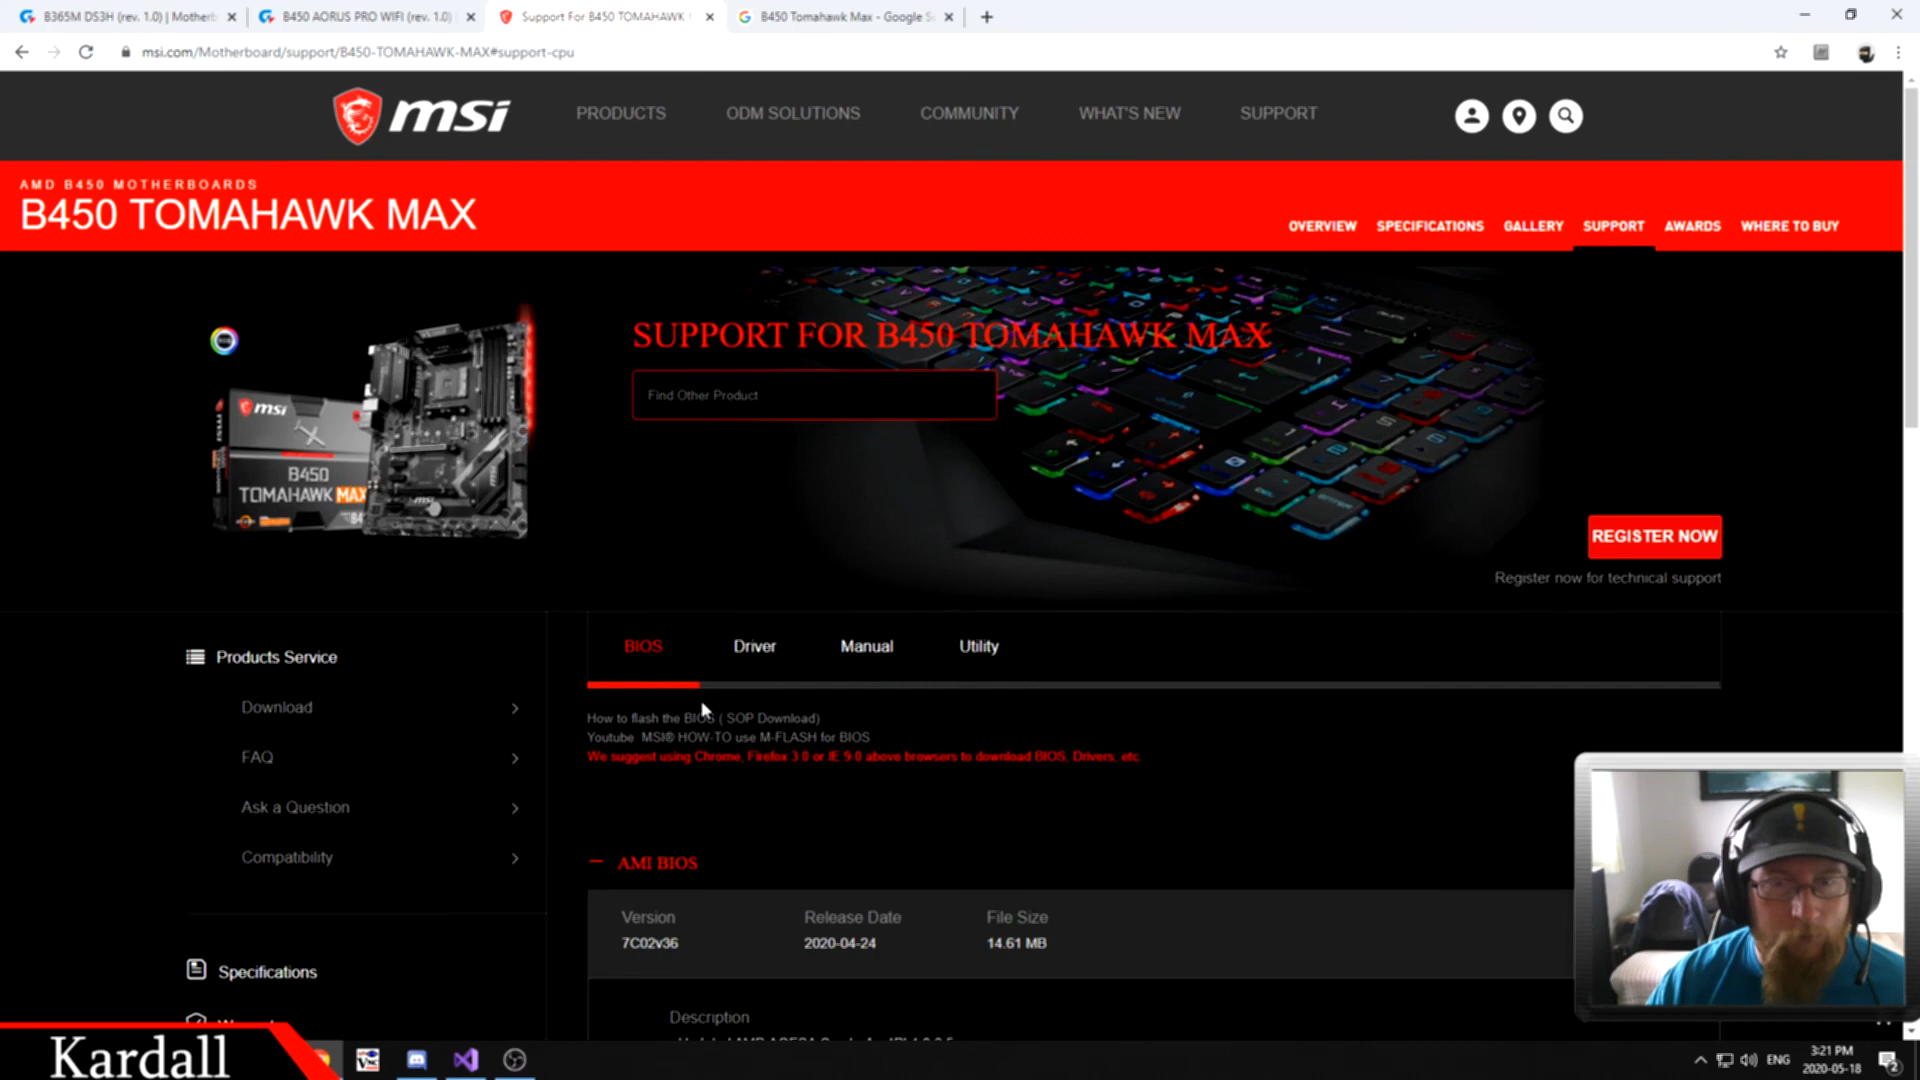 B365M DS3H (rev. 1.0) | Mother
B450 AORUS PRO WIFI (rev. 1.0)
Support For B450 TOMAHAWK
B450 Tomahawk Max - Google S
msi.com/Motherboard/support/B450-TOMAHAWK-MAX#support-cpu
msi
PRODUCTS
ODM SOLUTIONS
COMMUNITY
WHAT'S NEW
SUPPORT
AMD B450 MOTHERBOARDS
B450 TOMAHAWK MAX
OVERVIEW
SPECIFICATIONS
GALLERY
SUPPORT
AWARDS
WHERE TO BUY
SUPPORT FOR B450 TOMAHAWK MAX
Find Other Product
msi
B450
TOMAHAWK MAX
REGISTER NOW
Register now for technical support
Products Service
Download
FAQ
Ask a Question
Compatibility
Specifications
BIOS
Driver
Manual
Utility
How to flash the BIOS ( SOP Download)
Youtube MSI® HOW-TO use M-FLASH for BIOS
We suggest using Chrome, Firefox 3.0 or IE 9.0 above browsers to download BIOS, Drivers, etc
AMI BIOS
Version
Release Date
File Size
7C02v36
2020-04-24
14.61 MB
Description
Kardall
ENG
3:21 PM
2020-05-18
2